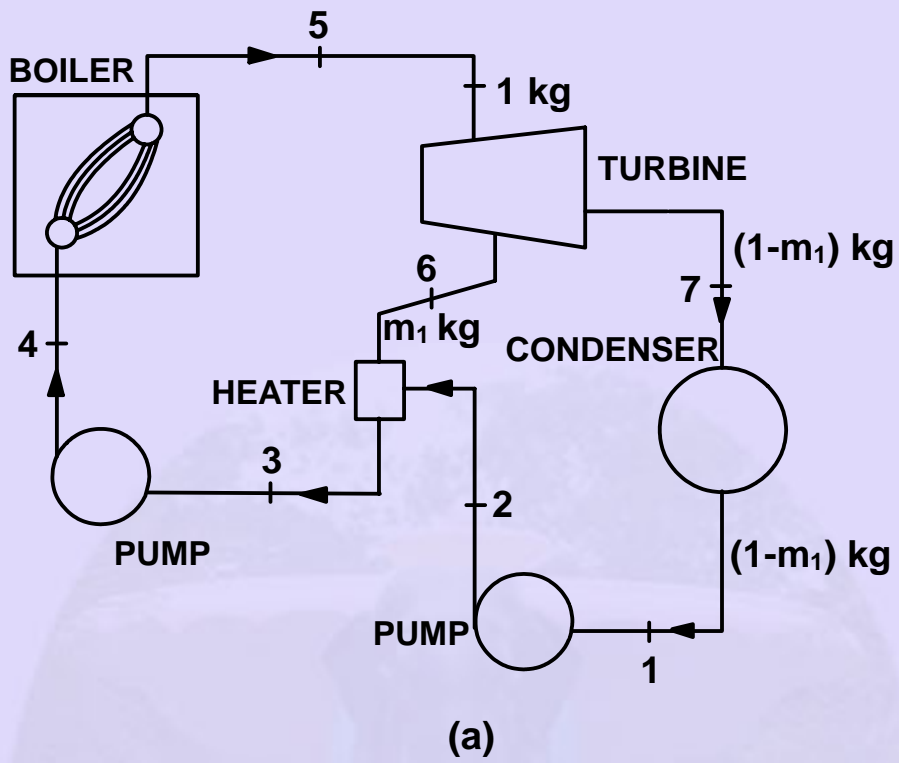 5
BOILER
1 kg
TURBINE
(1-m₁) kg
6
7
m₁ kg
4
CONDENSER
HEATER
3
2
PUMP
(1-m₁) kg
PUMP
1
(a)